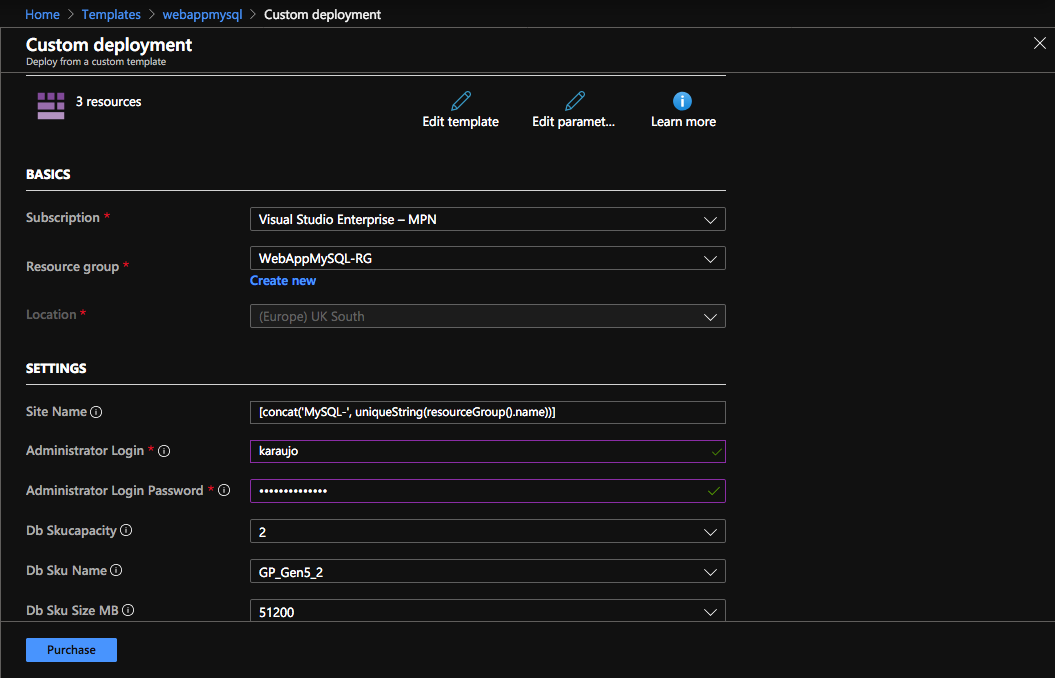 Home > Templates > webappmysql > Custom deployment
Custom deployment
Deploy from a custom template
3 resources
Edit template
Edit paramet...
Learn more
BASICS
Subscription *
Visual Studio Enterprise – MPN
Resource group *
WebAppMySQL-RG
Create new
Location *
(Europe) UK South
SETTINGS
Site Name
[concat('MySQL-', uniqueString(resourceGroup().name))]
Administrator Login *
karaujo
Administrator Login Password *
••••••••••••••
Db Skucapacity
2
Db Sku Name
GP_Gen5_2
Db Sku Size MB
51200
Purchase